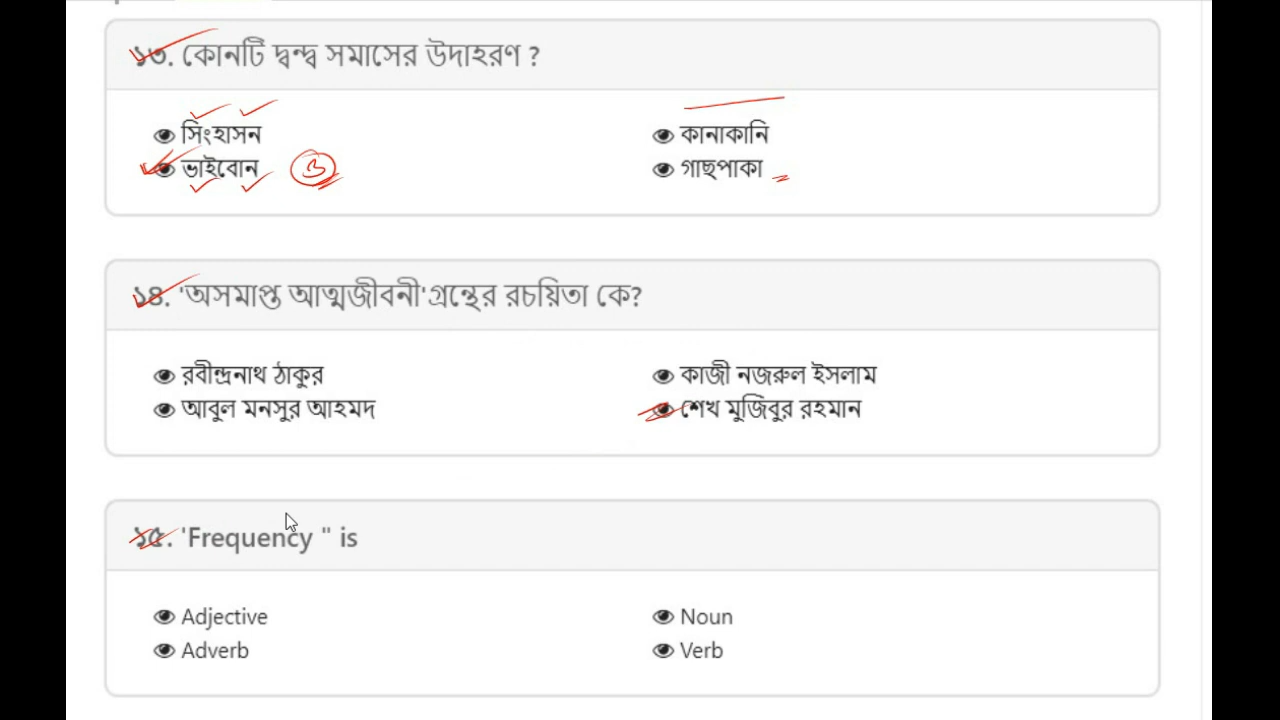 ১৩. কোনটি দ্বন্দ্ব সমাসের উদাহরণ ?
সিংহাসন
কানাকানি
ভাইবোন
গাছপাকা
১৪. 'অসমাপ্ত আত্মজীবনী'গ্রন্থের রচয়িতা কে?
রবীন্দ্রনাথ ঠাকুর
কাজী নজরুল ইসলাম
আবুল মনসুর আহমদ
শেখ মুজিবুর রহমান
১৫. 'Frequency " is
Adjective
Noun
Adverb
Verb